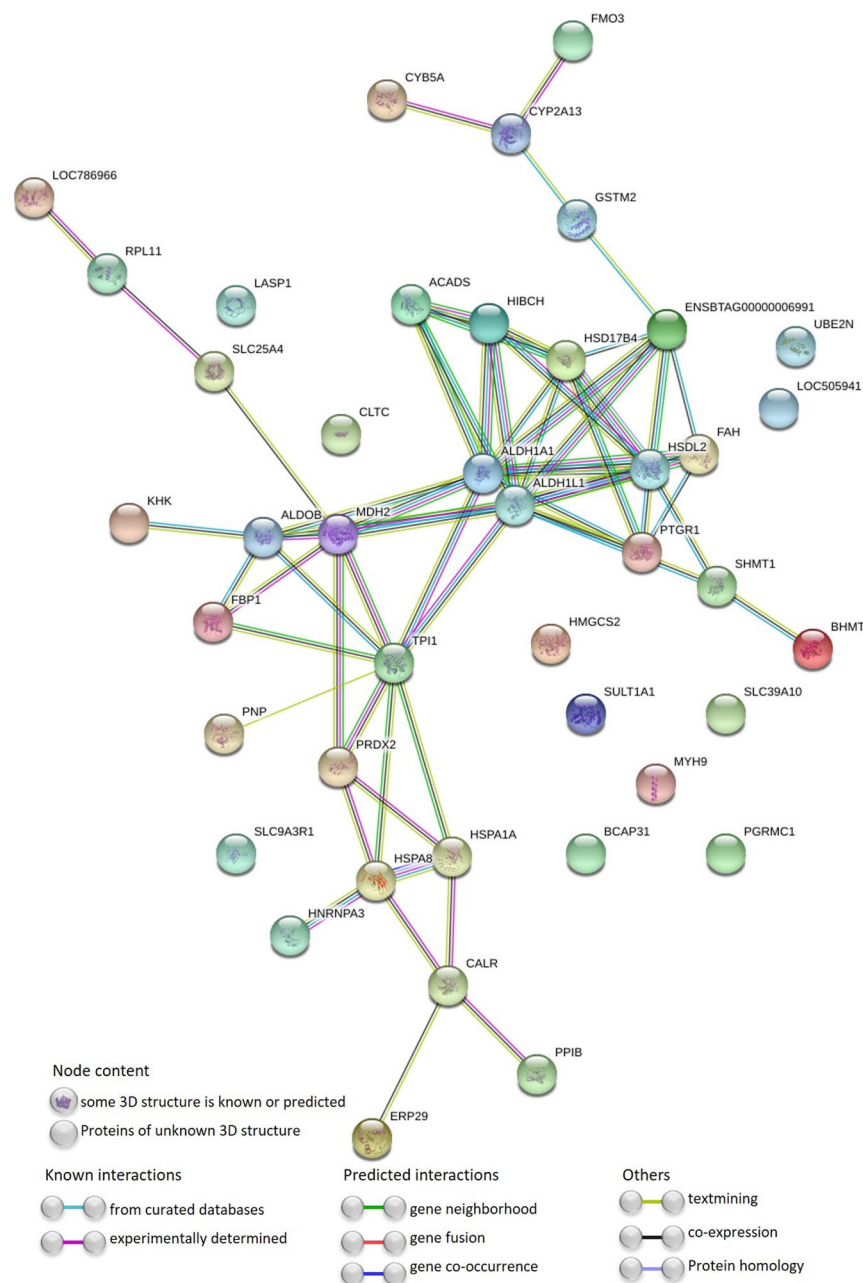 FMO3
CYB5A
CYP2A13
LOC786966
GSTM2
RPL11
LASP1
ACADS
HIBCH
ENSBTAG00000006991
HSD17B4
UBE2N
SLC25A4
LOC505941
CLTC
FAH
ALDH1A1
HSDL2
ALDH1L1
KHK
ALDOB
MDH2
PTGR1
SHMT1
FBP1
HMGCS2
BHMT
TPI1
SULT1A1
SLC39A10
PNP
PRDX2
MYH9
SLC9A3R1
HSPA1A
BCAP31
PGRMC1
HSPA8
HNRNPA3
CALR
PPIB
ERP29
Node content
some 3D structure is known or predicted
Proteins of unknown 3D structure
Known interactions
from curated databases
experimentally determined
Predicted interactions
gene neighborhood
gene fusion
gene co-occurrence
Others
textmining
co-expression
Protein homology